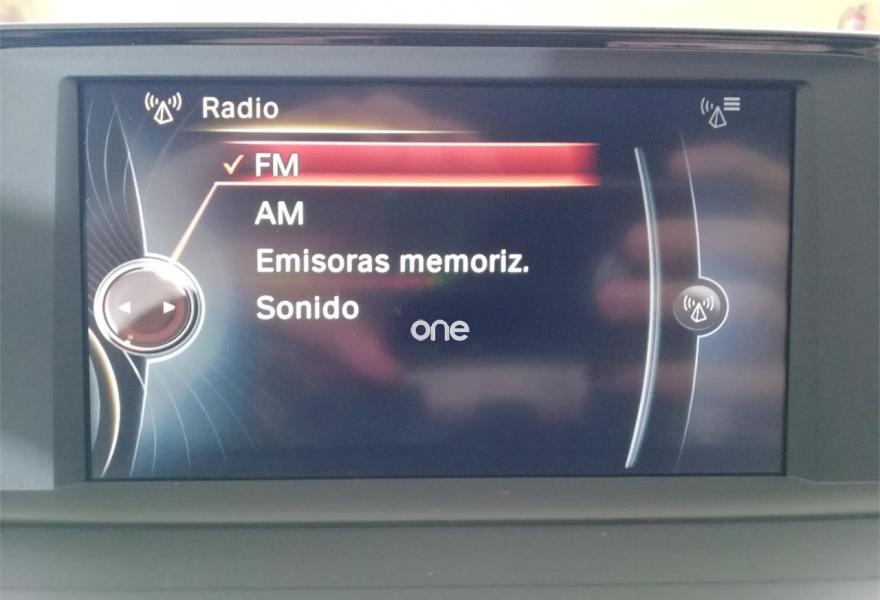 Radio
FM
AM
Emisoras memoriz.
Sonido
one